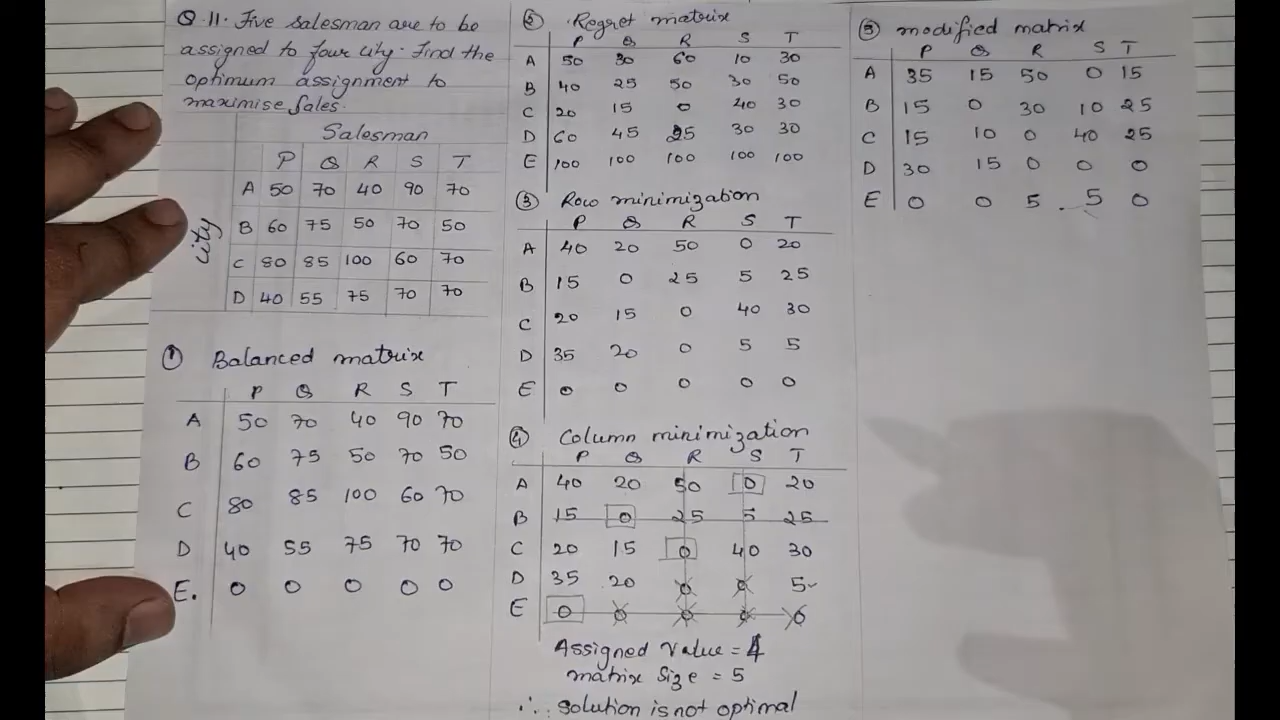 Q.11. Five salesman are to be
assigned to four city. Find the
optimum assignment to
maximise sales.
Salesman
P Q R S T
city
A 50 70 40 90 70
B 60 75 50 70 50
C 80 85 100 60 70
D 40 55 75 70 70
① Balanced matrix
P Q R S T
A 50 70 40 90 70
B 60 75 50 70 50
C 80 85 100 60 70
D 40 55 75 70 70
E. 0 0 0 0 0
② Regret matrix
P Q R S T
A 50 30 60 10 30
B 40 25 50 30 50
C 20 15 0 40 30
D 60 45 25 30 30
E 100 100 100 100 100
③ Row minimization
P Q R S T
A 40 20 50 0 20
B 15 0 25 5 25
C 20 15 0 40 30
D 35 20 0 5 5
E 0 0 0 0 0
④ Column minimization
P Q R S T
A 40 20 50 0 20
B 15 0 25 5 25
C 20 15 0 40 30
D 35 20 0 0 5
E 0 0 0 0 0
Assigned value = 4
matrix size = 5
∴ solution is not optimal
⑤ modified matrix
P Q R S T
A 35 15 50 0 15
B 15 0 30 10 25
C 15 10 0 40 25
D 30 15 0 0 0
E 0 0 5 5 0